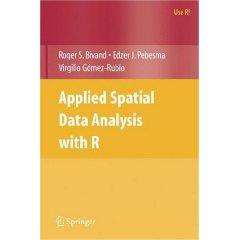 Use R!
Roger S. Bivand · Edzer J. Pebesma
Virgilio Gómez-Rubio
Applied Spatial
Data Analysis
with R
Springer